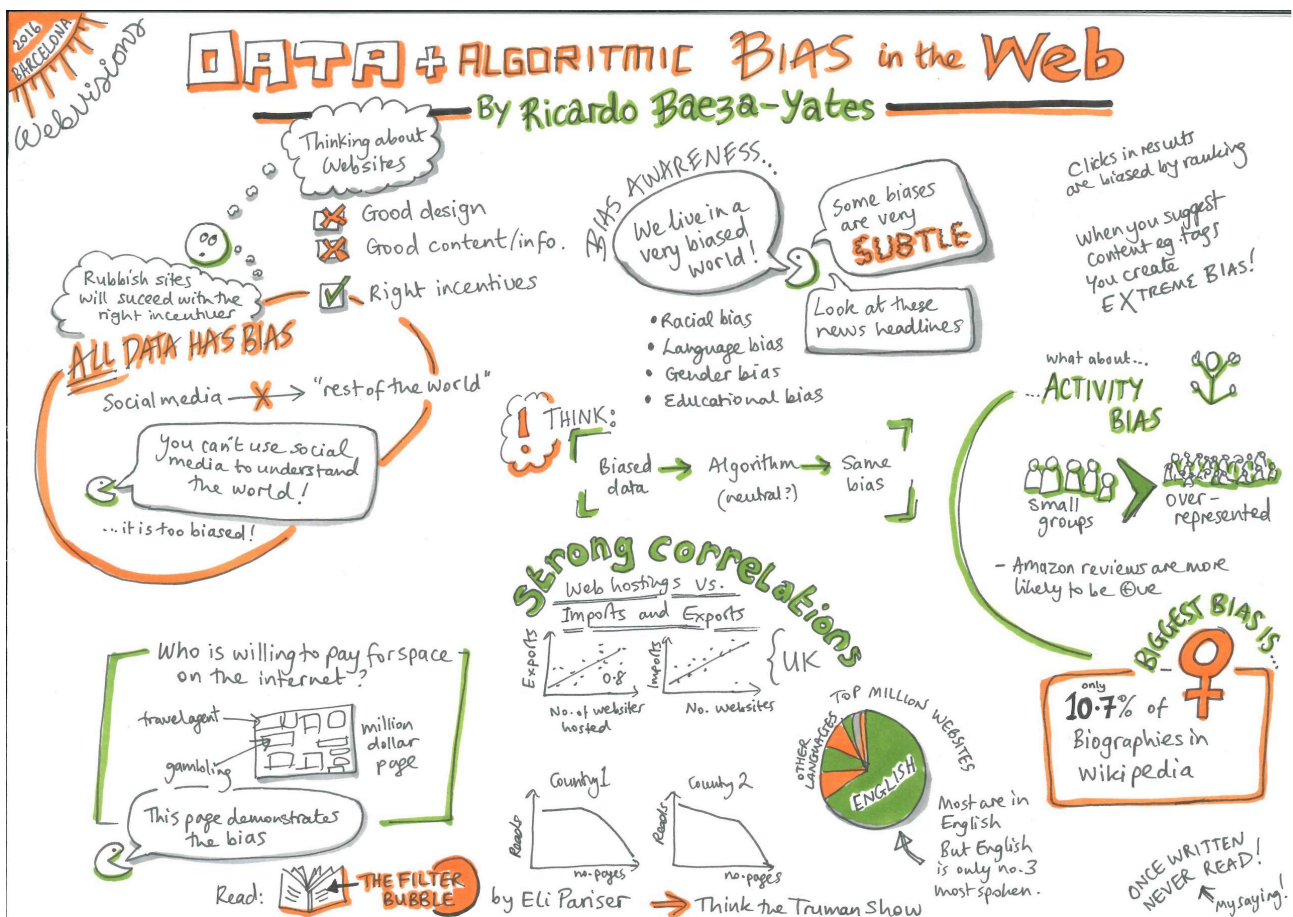 2016
BARCELONA
WebVisions
DATA + ALGORITMIC BIAS in the Web
By Ricardo Baeza-Yates
Thinking about
Websites
Good design
Good content/info.
Right incentives
Rubbish sites
will suceed with the
right incentives
ALL DATA HAS BIAS
Social media
"rest of the world"
You can't use social
media to understand
the world!
...it is too biased!
BIAS AWARENESS...
We live in a
very biased
world!
Some biases
are very
SUBTLE
Look at these
news headlines
• Racial bias
• Language bias
• Gender bias
• Educational bias
Clicks in results
are biased by ranking
When you suggest
content eg. tags
You create
EXTREME BIAS!
! THINK:
Biased
data
Algorithm
(neutral?)
Same
bias
what about...
...ACTIVITY
BIAS
small
groups
over-
represented
- Amazon reviews are more
likely to be +ve
BIGGEST BIAS IS...
only
10.7% of
Biographies in
Wikipedia
Strong correlations
Web hostings vs.
Imports and Exports
Exports
0.8
No. of websites
hosted
Imports
No. websites
UK
Who is willing to pay for space
on the internet?
travel agent
gambling
million
dollar
page
This page demonstrates
the bias
Country 1
Reads
no. pages
Country 2
Reads
no. pages
TOP MILLION WEBSITES
OTHER
LANGUAGES
ENGLISH
Most are in
English
But English
is only no. 3
most spoken.
Read:
THE FILTER
BUBBLE
by Eli Pariser
Think the Truman Show
ONCE WRITTEN
NEVER READ!
my saying!